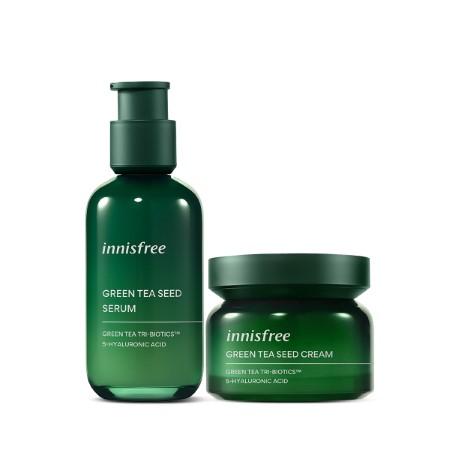 innisfree
GREEN TEA SEED
SERUM
GREEN TEA TRI-BIOTICS™
5-HYALURONIC ACID
innisfree
GREEN TEA SEED CREAM
GREEN TEA TRI-BIOTICS™
5-HYALURONIC ACID